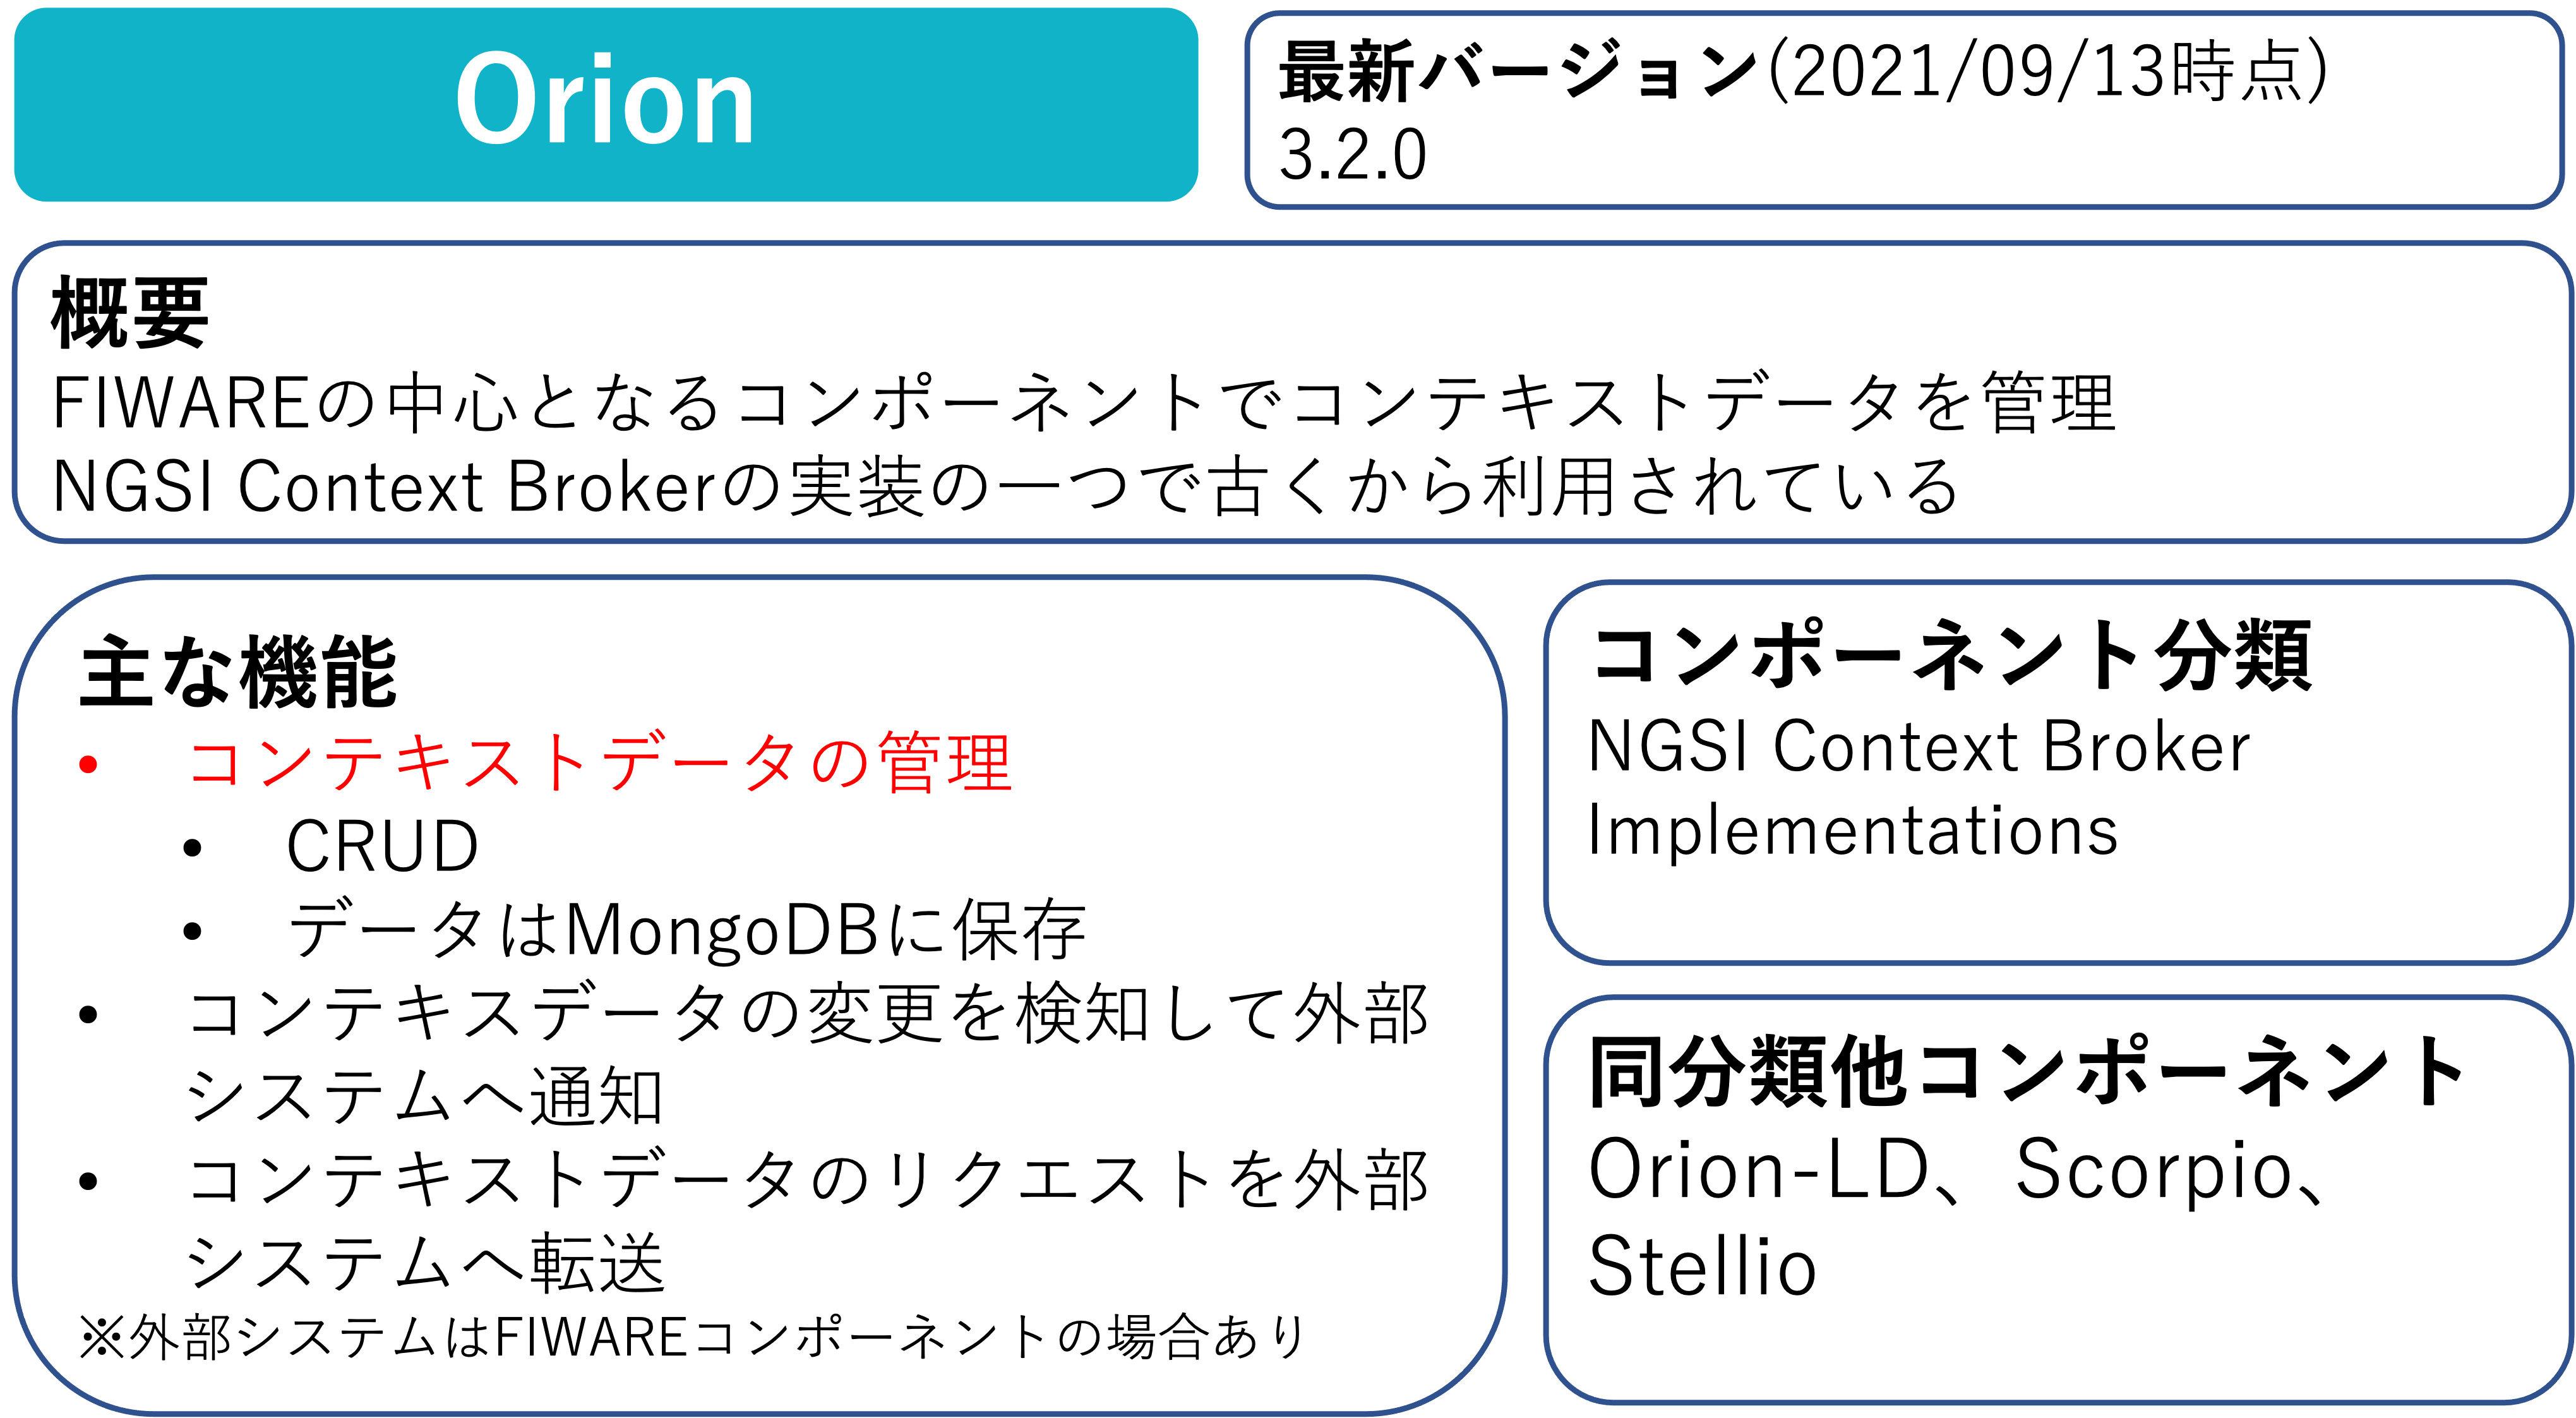 Orion
最新バージョン(2021/09/13時点)
3.2.0
概要
FIWAREの中心となるコンポーネントでコンテキストデータを管理
NGSI Context Brokerの実装の一つで古くから利用されている
主な機能
• コンテキストデータの管理
• CRUD
• データはMongoDBに保存
• コンテキスデータの変更を検知して外部
システムへ通知
• コンテキストデータのリクエストを外部
システムへ転送
※外部システムはFIWAREコンポーネントの場合あり
コンポーネント分類
NGSI Context Broker
Implementations
同分類他コンポーネント
Orion-LD、Scorpio、
Stellio